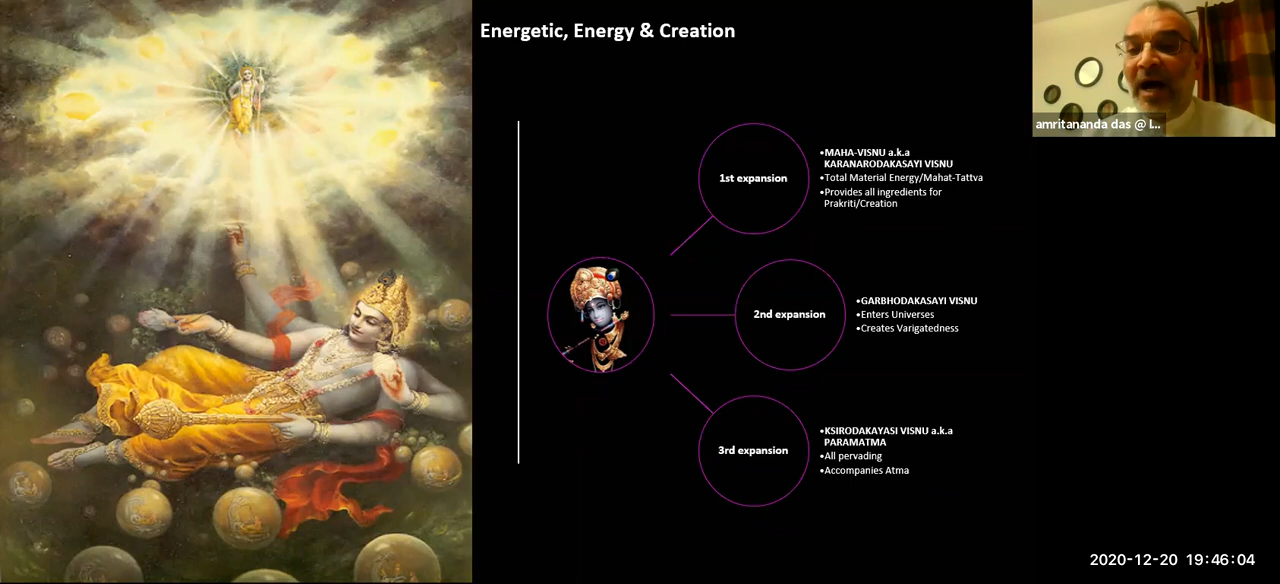 Energetic, Energy & Creation
amritananda das @ I...
1st expansion
•MAHA-VISNU a.k.a
KARANARODAKASAYI VISNU
•Total Material Energy/Mahat-Tattva
•Provides all ingredients for
Prakriti/Creation
2nd expansion
•GARBHODAKASAYI VISNU
•Enters Universes
•Creates Varigatedness
3rd expansion
•KSIRODAKAYASI VISNU a.k.a
PARAMATMA
•All pervading
•Accompanies Atma
2020-12-20 19:46:04